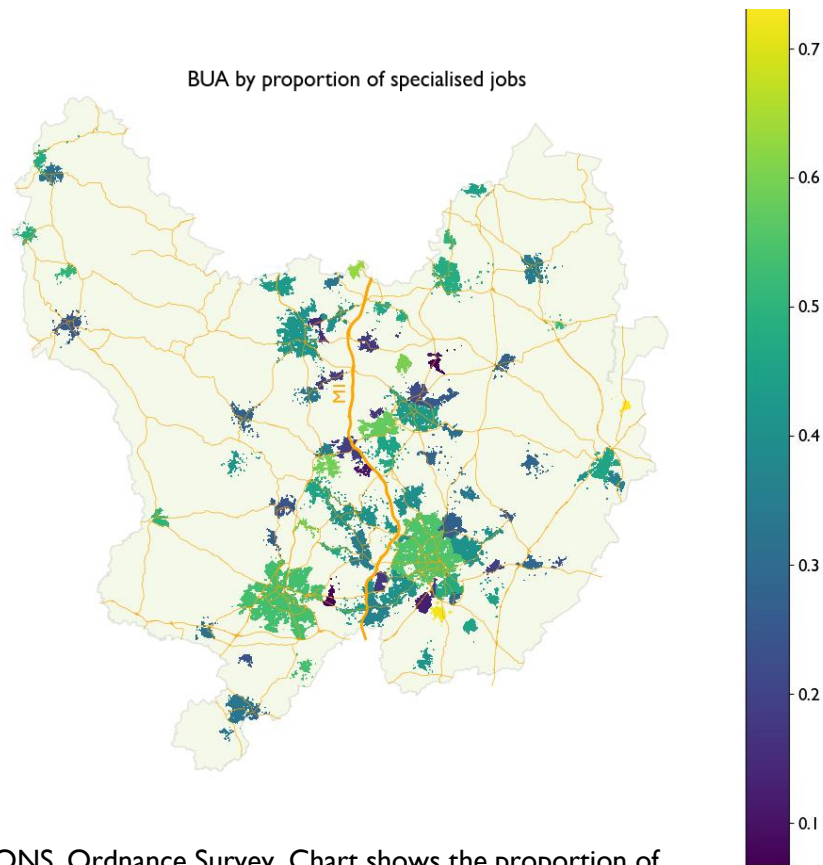 BUA by proportion of specialised jobs
0.7
0.6
0.5
0.4
0.3
0.2
0.1
M1
ONS, Ordnance Survey. Chart shows the proportion of